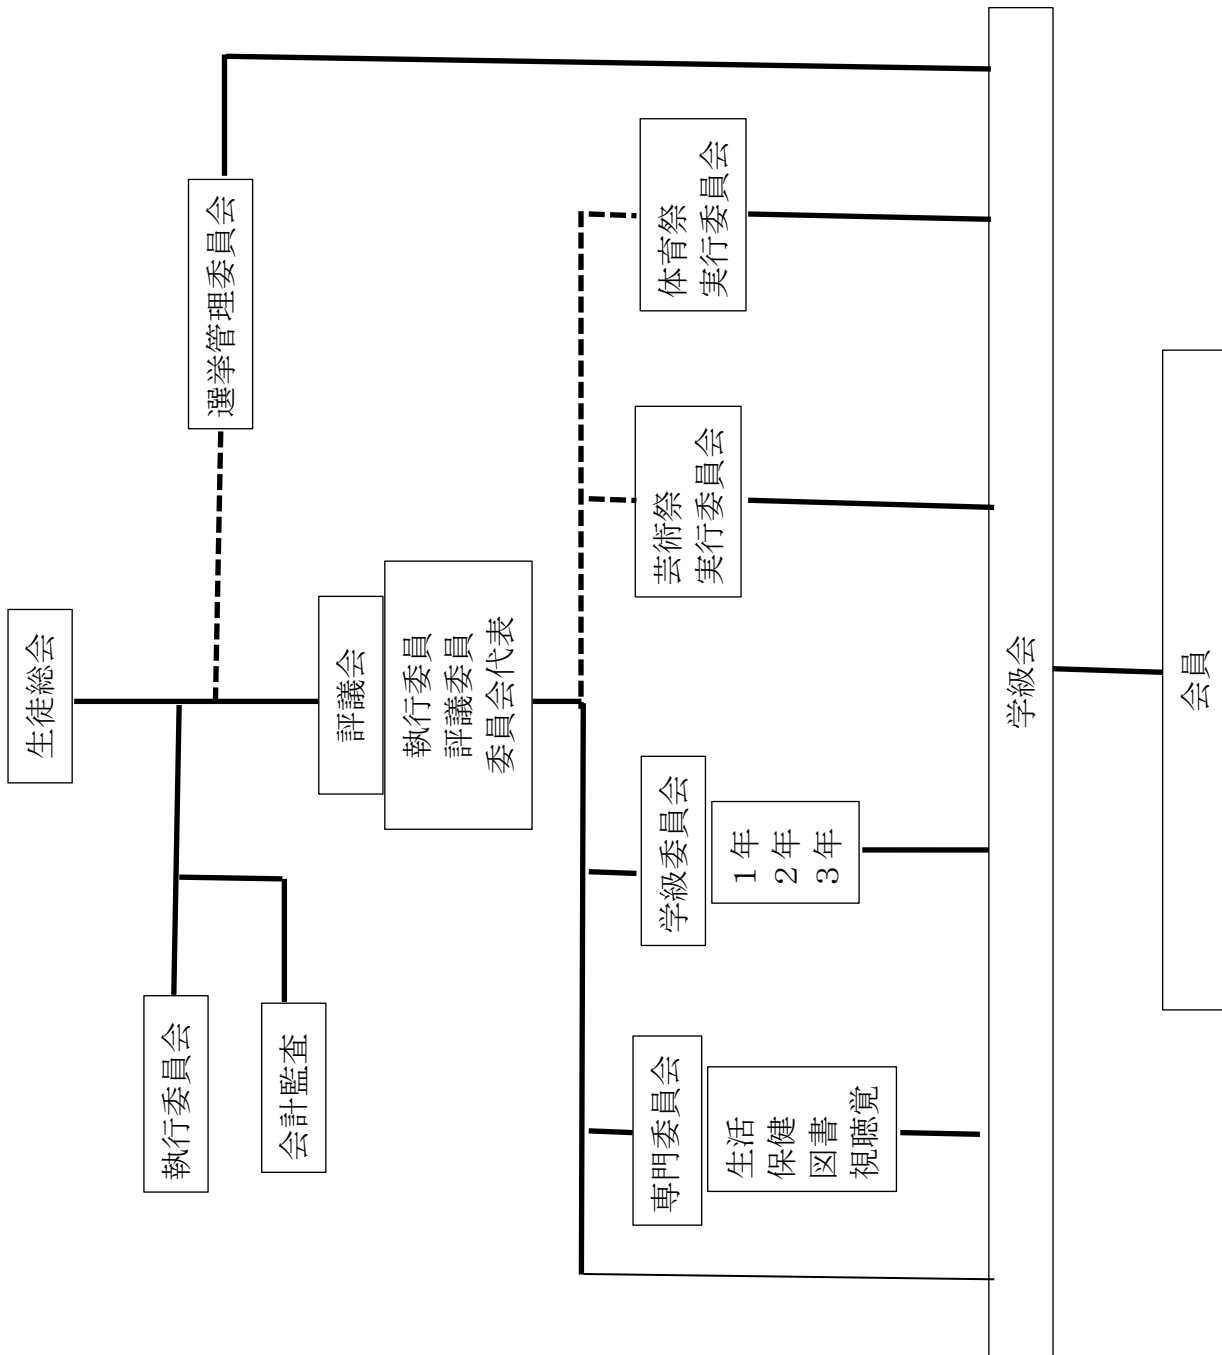 生徒総会
執行委員会
会計監査
選挙管理委員会
評議会
執行委員
評議委員
委員会代表
専門委員会
生活
保健
図書
視聴覚
学級委員会
１年
２年
３年
芸術祭
実行委員会
体育祭
実行委員会
学級会
会員